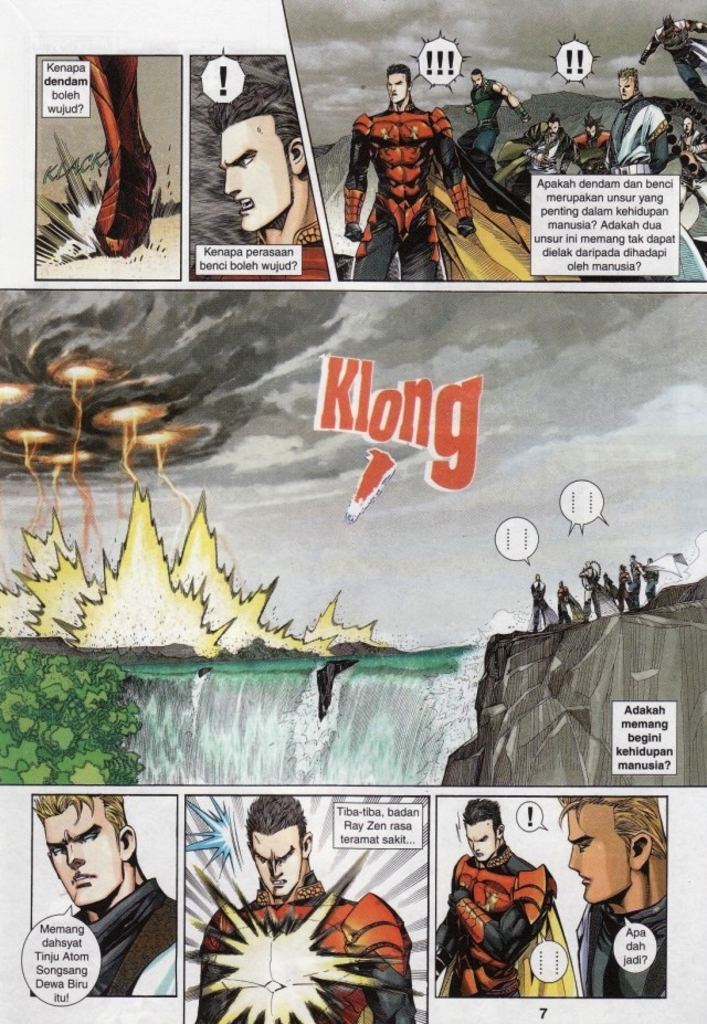 Kenapa
dendam
boleh
wujud?
KLACK!
!
Kenapa perasaan
benci boleh wujud?
!!!
!!
Apakah dendam dan benci
merupakan unsur yang
penting dalam kehidupan
manusia? Adakah dua
unsur ini memang tak dapat
dielak daripada dihadapi
oleh manusia?
Klong
!
......
......
Adakah
memang
begini
kehidupan
manusia?
Memang
dahsyat
Tinju Atom
Songsang
Dewa Biru
itu!
Tiba-tiba, badan
Ray Zen rasa
teramat sakit...
!
......
Apa
dah
jadi?
7